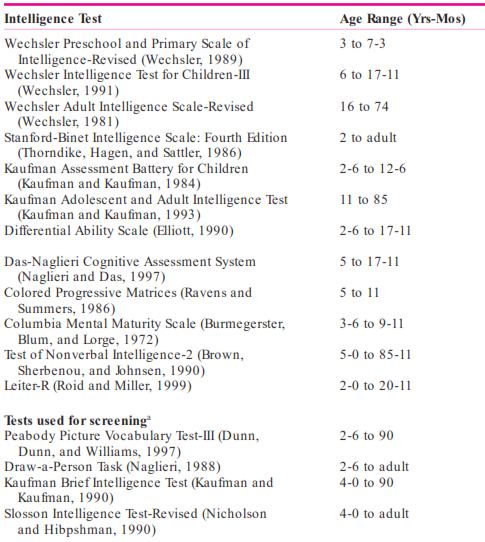 Intelligence Test Age Range (Yrs-Mos)
Wechsler Preschool and Primary Scale of 3 to 7-3
Intelligence-Revised (Wechsler, 1989)
Wechsler Intelligence Test for Children-III 6 to 17-11
(Wechsler, 1991)
Wechsler Adult Intelligence Scale-Revised 16 to 74
(Wechsler, 1981)
Stanford-Binet Intelligence Scale: Fourth Edition 2 to adult
(Thorndike, Hagen, and Sattler, 1986)
Kaufman Assessment Battery for Children 2-6 to 12-6
(Kaufman and Kaufman, 1984)
Kaufman Adolescent and Adult Intelligence Test 11 to 85
(Kaufman and Kaufman, 1993)
Differential Ability Scale (Elliott, 1990) 2-6 to 17-11
Das-Naglieri Cognitive Assessment System 5 to 17-11
(Naglieri and Das, 1997)
Colored Progressive Matrices (Ravens and 5 to 11
Summers, 1986)
Columbia Mental Maturity Scale (Burmegerster, 3-6 to 9-11
Blum, and Lorge, 1972)
Test of Nonverbal Intelligence-2 (Brown, 5-0 to 85-11
Sherbenou, and Johnsen, 1990)
Leiter-R (Roid and Miller, 1999) 2-0 to 20-11
Tests used for screeningᵃ
Peabody Picture Vocabulary Test-III (Dunn, 2-6 to 90
Dunn, and Williams, 1997)
Draw-a-Person Task (Naglieri, 1988) 2-6 to adult
Kaufman Brief Intelligence Test (Kaufman and 4-0 to 90
Kaufman, 1990)
Slosson Intelligence Test-Revised (Nicholson 4-0 to adult
and Hibpshman, 1990)